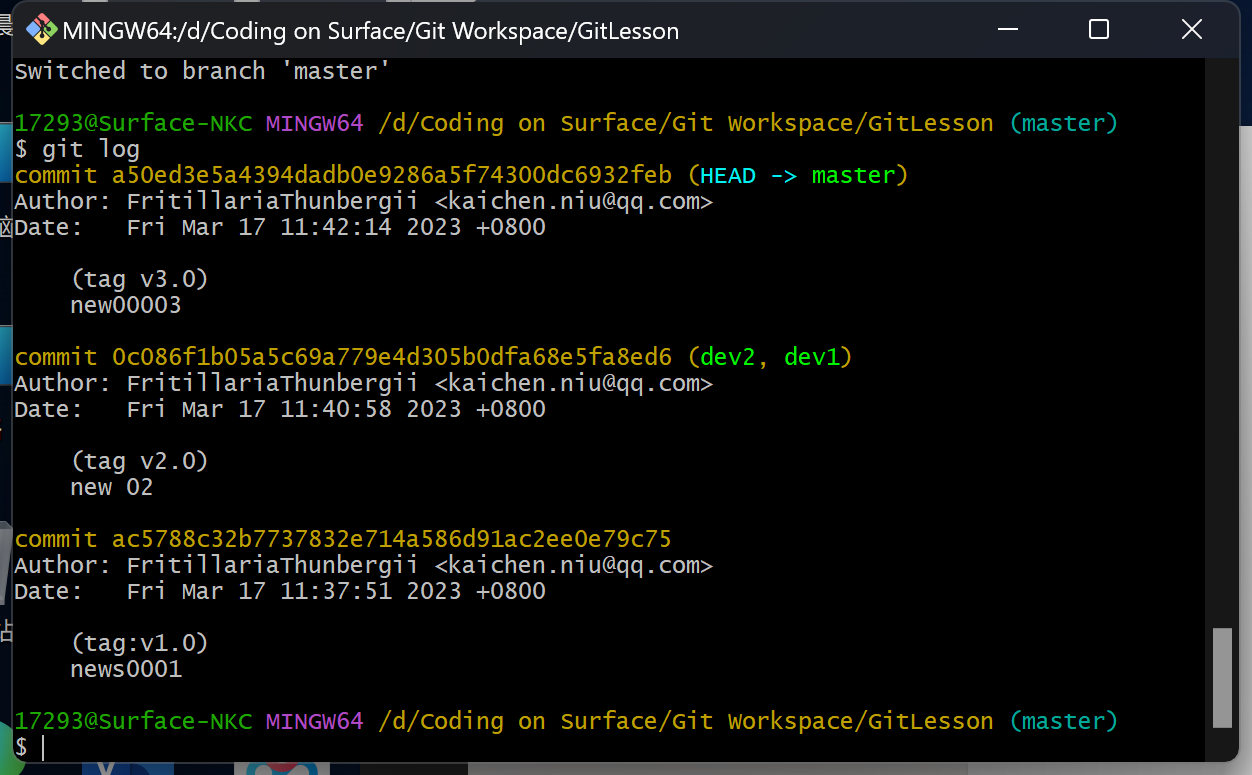 MINGW64:/d/Coding on Surface/Git Workspace/GitLesson
Switched to branch 'master'
17293@Surface-NKC MINGW64 /d/Coding on Surface/Git Workspace/GitLesson (master)
$ git log
commit a50ed3e5a4394dadb0e9286a5f74300dc6932feb (HEAD -> master)
Author: FritillariaThunbergii <kaichen.niu@qq.com>
Date:   Fri Mar 17 11:42:14 2023 +0800
(tag v3.0)
new00003
commit 0c086f1b05a5c69a779e4d305b0dfa68e5fa8ed6 (dev2, dev1)
Author: FritillariaThunbergii <kaichen.niu@qq.com>
Date:   Fri Mar 17 11:40:58 2023 +0800
(tag v2.0)
new 02
commit ac5788c32b7737832e714a586d91ac2ee0e79c75
Author: FritillariaThunbergii <kaichen.niu@qq.com>
Date:   Fri Mar 17 11:37:51 2023 +0800
(tag:v1.0)
news0001
17293@Surface-NKC MINGW64 /d/Coding on Surface/Git Workspace/GitLesson (master)
$